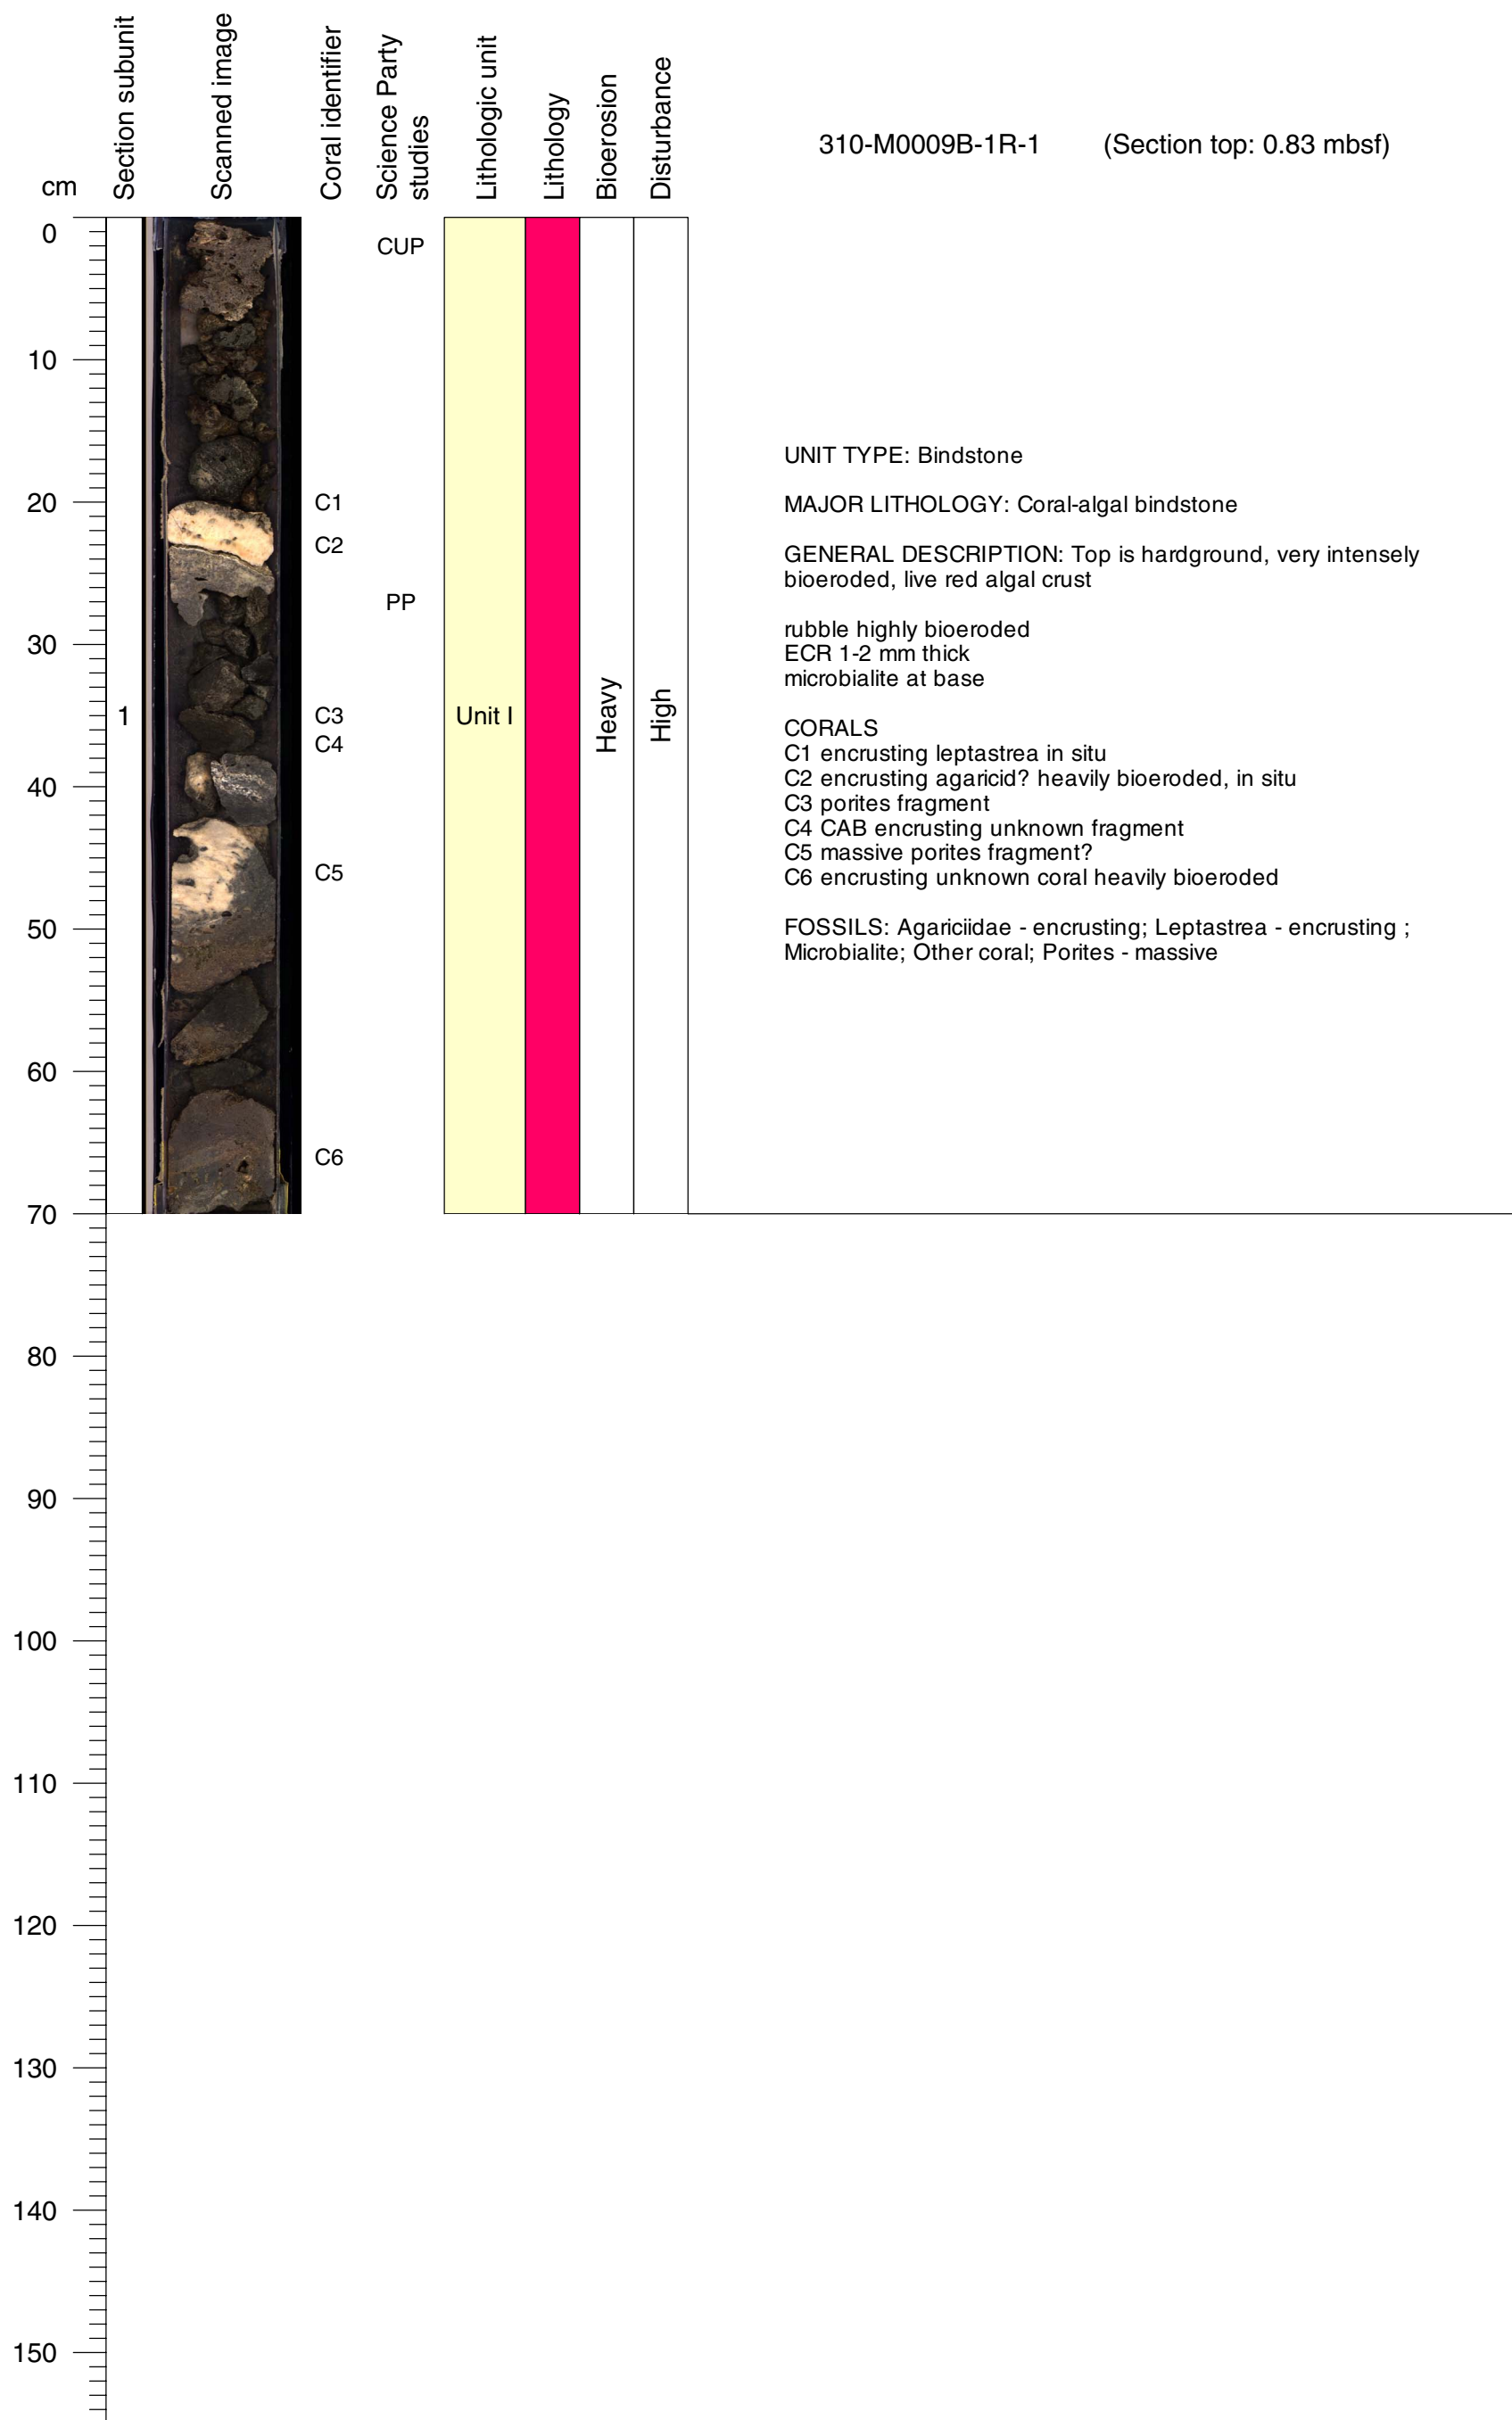 Section subunit
Scanned image
Coral identifier
Science Party
studies
Lithologic unit
Lithology
Bioerosion
Disturbance
310-M0009B-1R-1 (Section top: 0.83 mbsf)
cm
0
CUP
10
UNIT TYPE: Bindstone
20
C1
MAJOR LITHOLOGY: Coral-algal bindstone
C2
GENERAL DESCRIPTION: Top is hardground, very intensely
bioeroded, live red algal crust
PP
rubble highly bioeroded
30
ECR 1-2 mm thick
microbialite at base
1
C3
Unit I
Heavy
High
CORALS
C4
C1 encrusting leptastrea in situ
C2 encrusting agaricid? heavily bioeroded, in situ
40
C3 porites fragment
C4 CAB encrusting unknown fragment
C5 massive porites fragment?
C5
C6 encrusting unknown coral heavily bioeroded
50
FOSSILS: Agariciidae - encrusting; Leptastrea - encrusting ;
Microbialite; Other coral; Porites - massive
60
C6
70
80
90
100
110
120
130
140
150